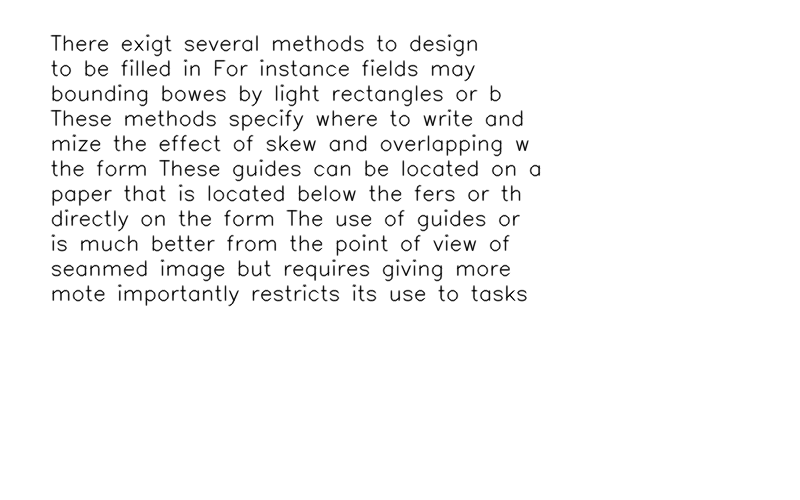 There exigt several methods to design
to be filled in For instance fields may
bounding bowes by light rectangles or b
These methods specify where to write and
mize the effect of skew and overlapping w
the form These guides can be located on a
paper that is located below the fers or th
directly on the form The use of guides or
is much better from the point of view of
seanmed image but requires giving more
mote importantly restricts its use to tasks